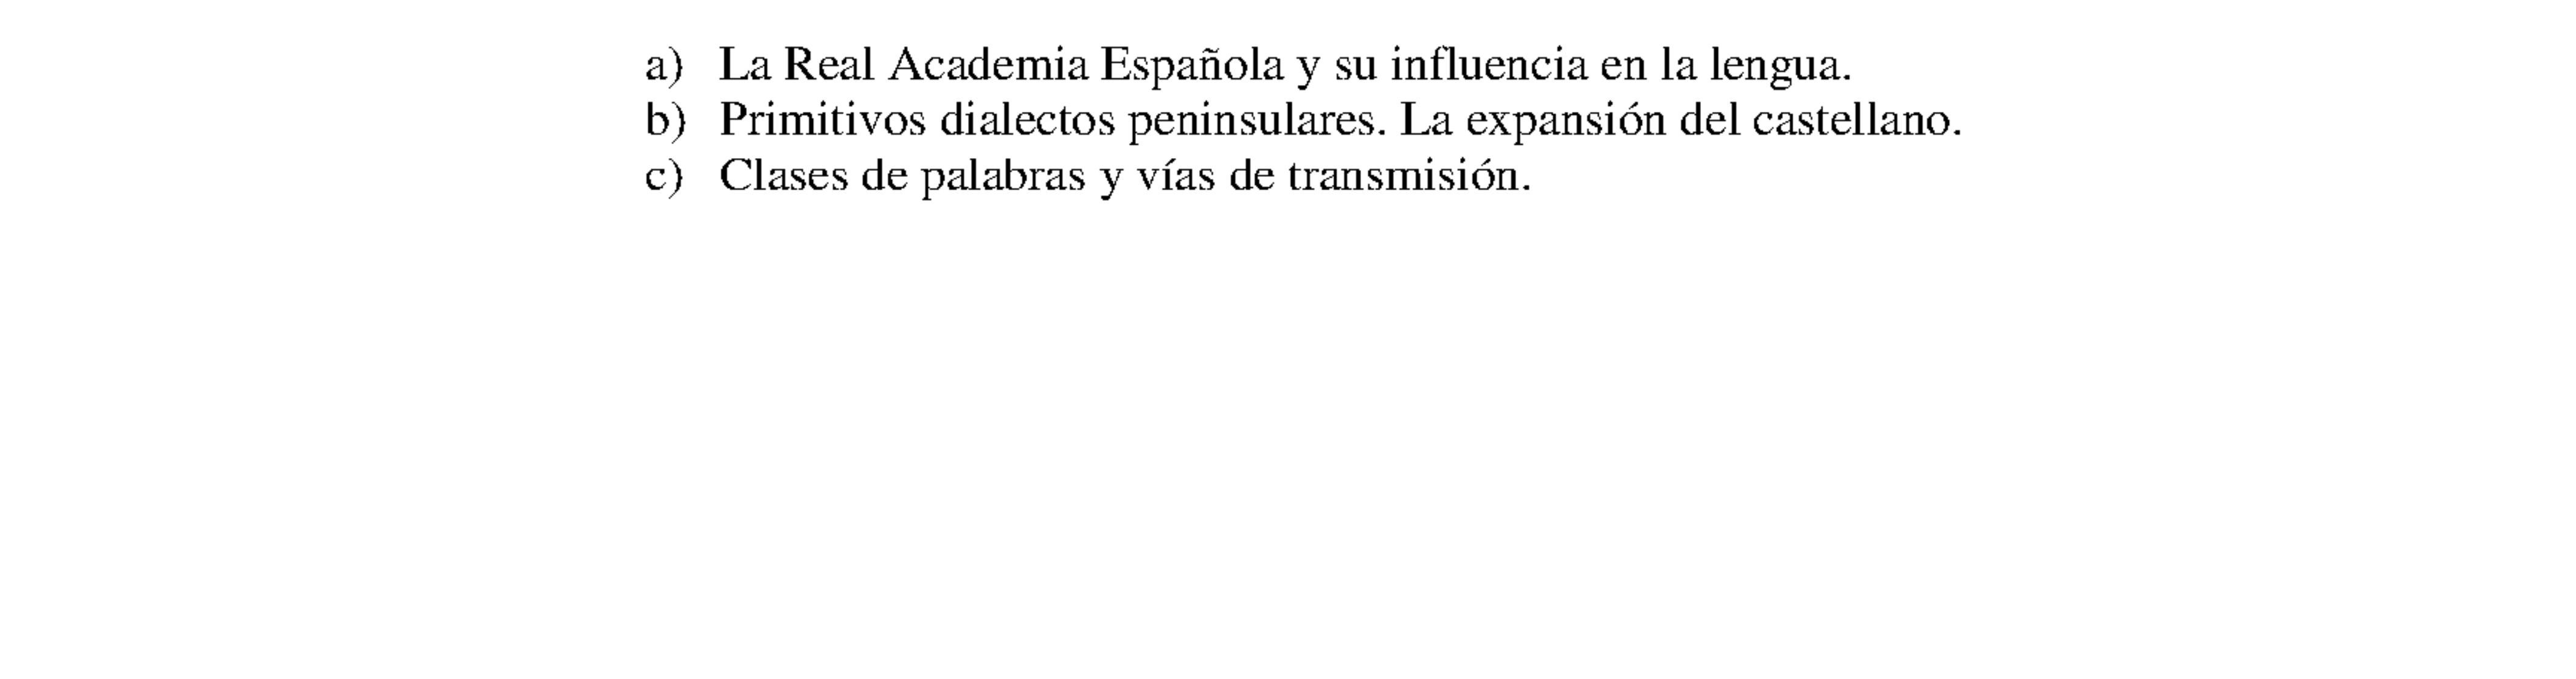 a) La Real Academia Española y su influencia en la lengua.
b) Primitivos dialectos peninsulares. La expansión del castellano.
c) Clases de palabras y vías de transmisión.